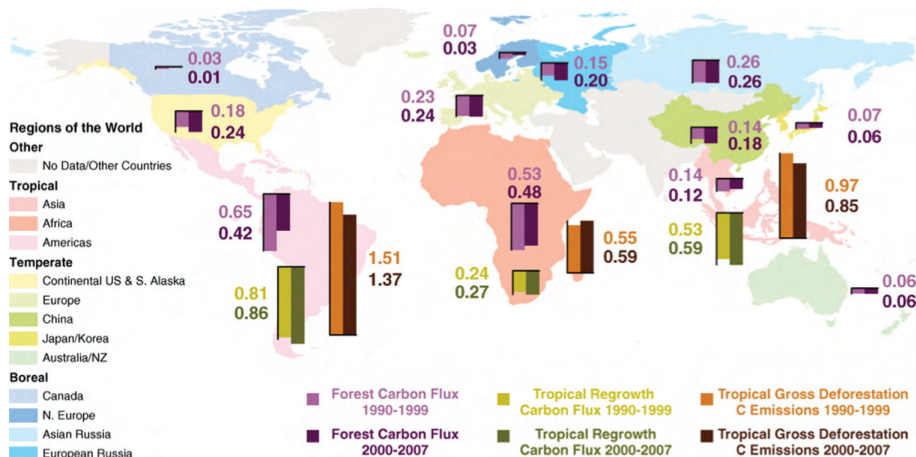 0.07
0.03
0.03
0.01
0.15
0.20
0.26
0.26
0.18
0.24
0.23
0.24
0.14
0.18
0.07
0.06
0.14
0.12
0.97
0.85
0.53
0.48
0.65
0.42
0.53
0.59
0.55
0.59
1.51
1.37
0.24
0.27
0.81
0.86
0.06
0.06
Regions of the World
Other
No Data/Other Countries
Tropical
Asia
Africa
Americas
Temperate
Continental US & S. Alaska
Europe
China
Japan/Korea
Australia/NZ
Boreal
Canada
N. Europe
Asian Russia
European Russia
Forest Carbon Flux
1990-1999
Forest Carbon Flux
2000-2007
Tropical Regrowth
Carbon Flux 1990-1999
Tropical Regrowth
Carbon Flux 2000-2007
Tropical Gross Deforestation
C Emissions 1990-1999
Tropical Gross Deforestation
C Emissions 2000-2007